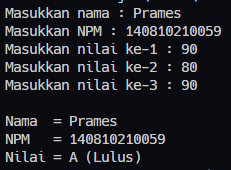 Masukkan nama : Prames
Masukkan NPM : 140810210059
Masukkan nilai ke-1 : 90
Masukkan nilai ke-2 : 80
Masukkan nilai ke-3 : 90

Nama  = Prames
NPM   = 140810210059
Nilai = A (Lulus)